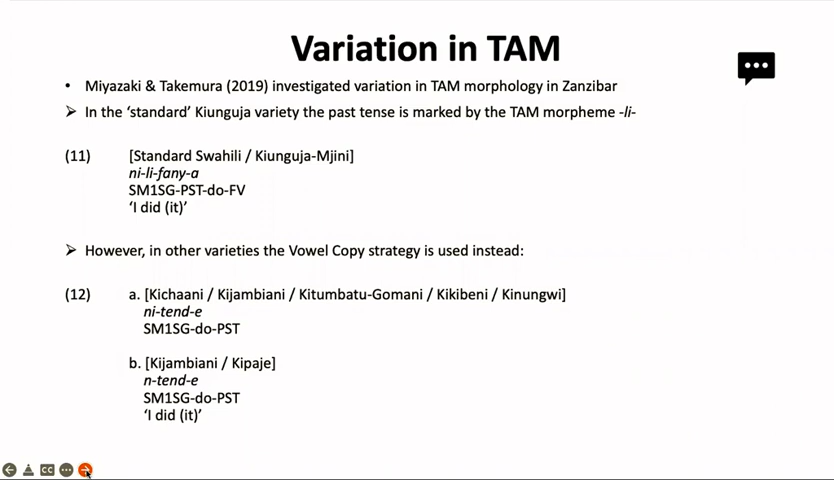 Variation in TAM
• Miyazaki & Takemura (2019) investigated variation in TAM morphology in Zanzibar
➢ In the ‘standard’ Kiunguja variety the past tense is marked by the TAM morpheme -li-
(11) [Standard Swahili / Kiunguja-Mjini]
ni-li-fany-a
SM1SG-PST-do-FV
‘I did (it)’
➢ However, in other varieties the Vowel Copy strategy is used instead:
(12) a. [Kichaani / Kijambiani / Kitumbatu-Gomani / Kikibeni / Kinungwi]
ni-tend-e
SM1SG-do-PST
b. [Kijambiani / Kipaje]
n-tend-e
SM1SG-do-PST
‘I did (it)’
CC